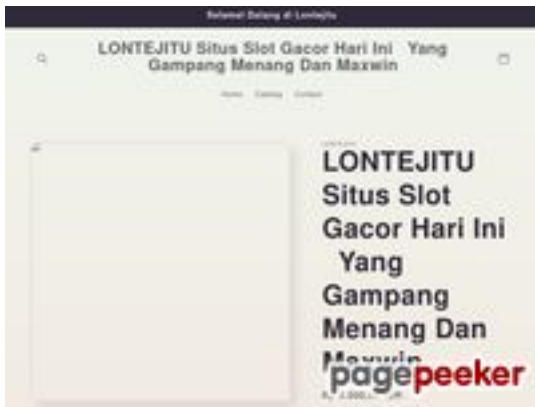 Selamat Datang di Lontejitu
LONTEJITU Situs Slot Gacor Hari Ini Yang
Gampang Menang Dan Maxwin
Home Catalog Contact
LONTEJITU
Situs Slot
Gacor Hari Ini
Yang
Gampang
Menang Dan
Maxwin
pagepeeker